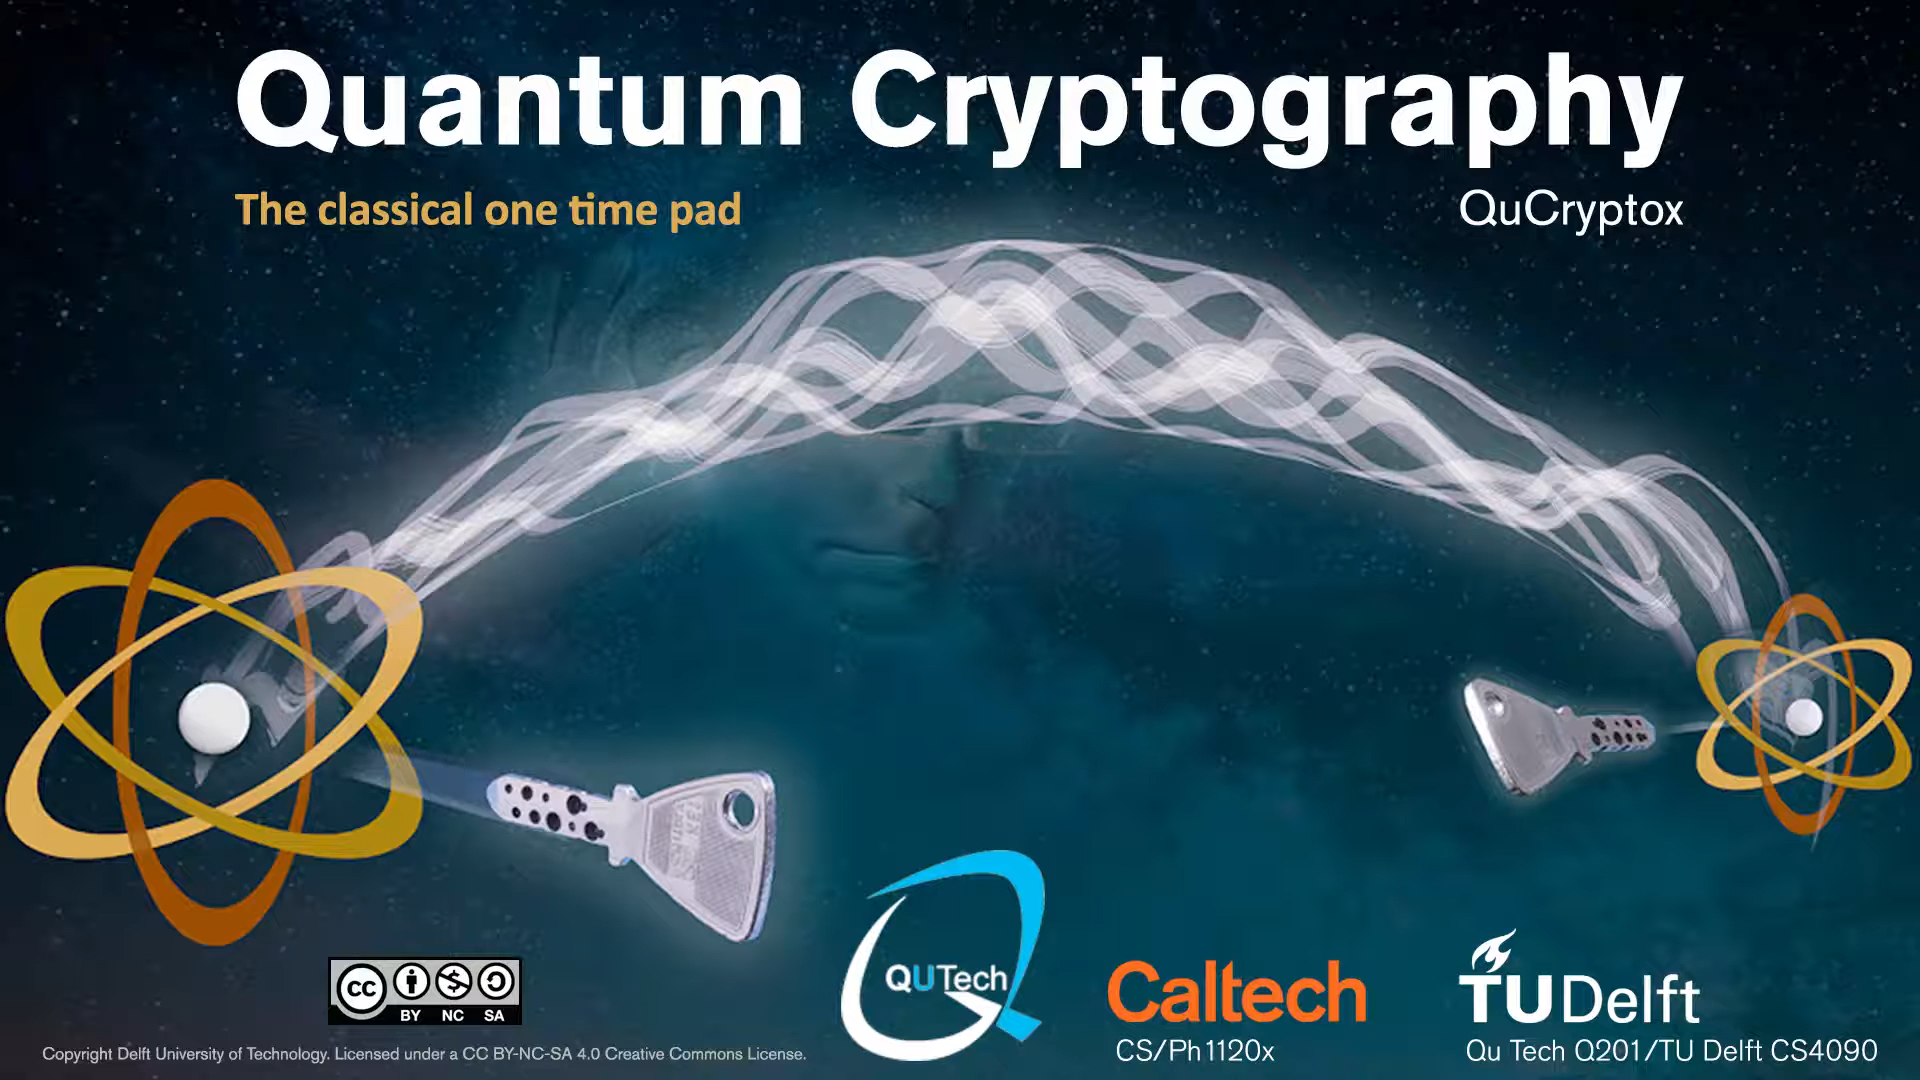 Quantum Cryptography
The classical one time pad
QuCryptox
QUTech
Caltech
CS/Ph1120x
TUDelft
Qu Tech Q201/TU Delft CS4090
cc
BY NC SA
Copyright Delft University of Technology. Licensed under a CC BY-NC-SA 4.0 Creative Commons License.